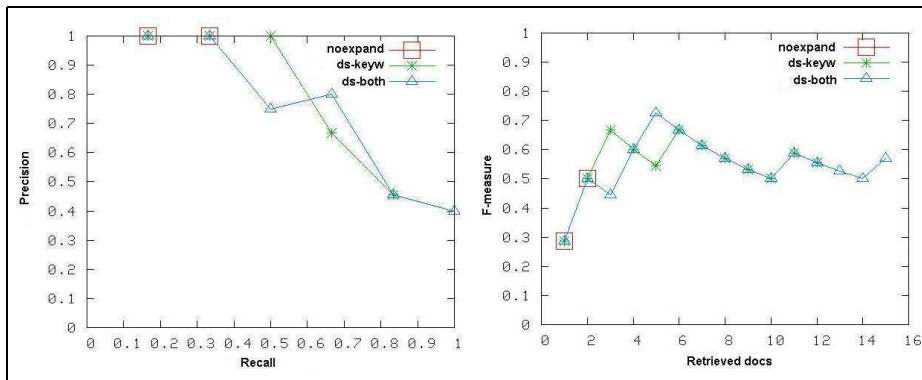 noexpand
ds-keyw
ds-both
1
0.9
0.8
0.7
0.6
0.5
0.4
0.3
0.2
0.1
0
Precision
0 0.1 0.2 0.3 0.4 0.5 0.6 0.7 0.8 0.9 1
Recall
noexpand
ds-keyw
ds-both
1
0.9
0.8
0.7
0.6
0.5
0.4
0.3
0.2
0.1
0
F-measure
0 2 4 6 8 10 12 14 16
Retrieved docs